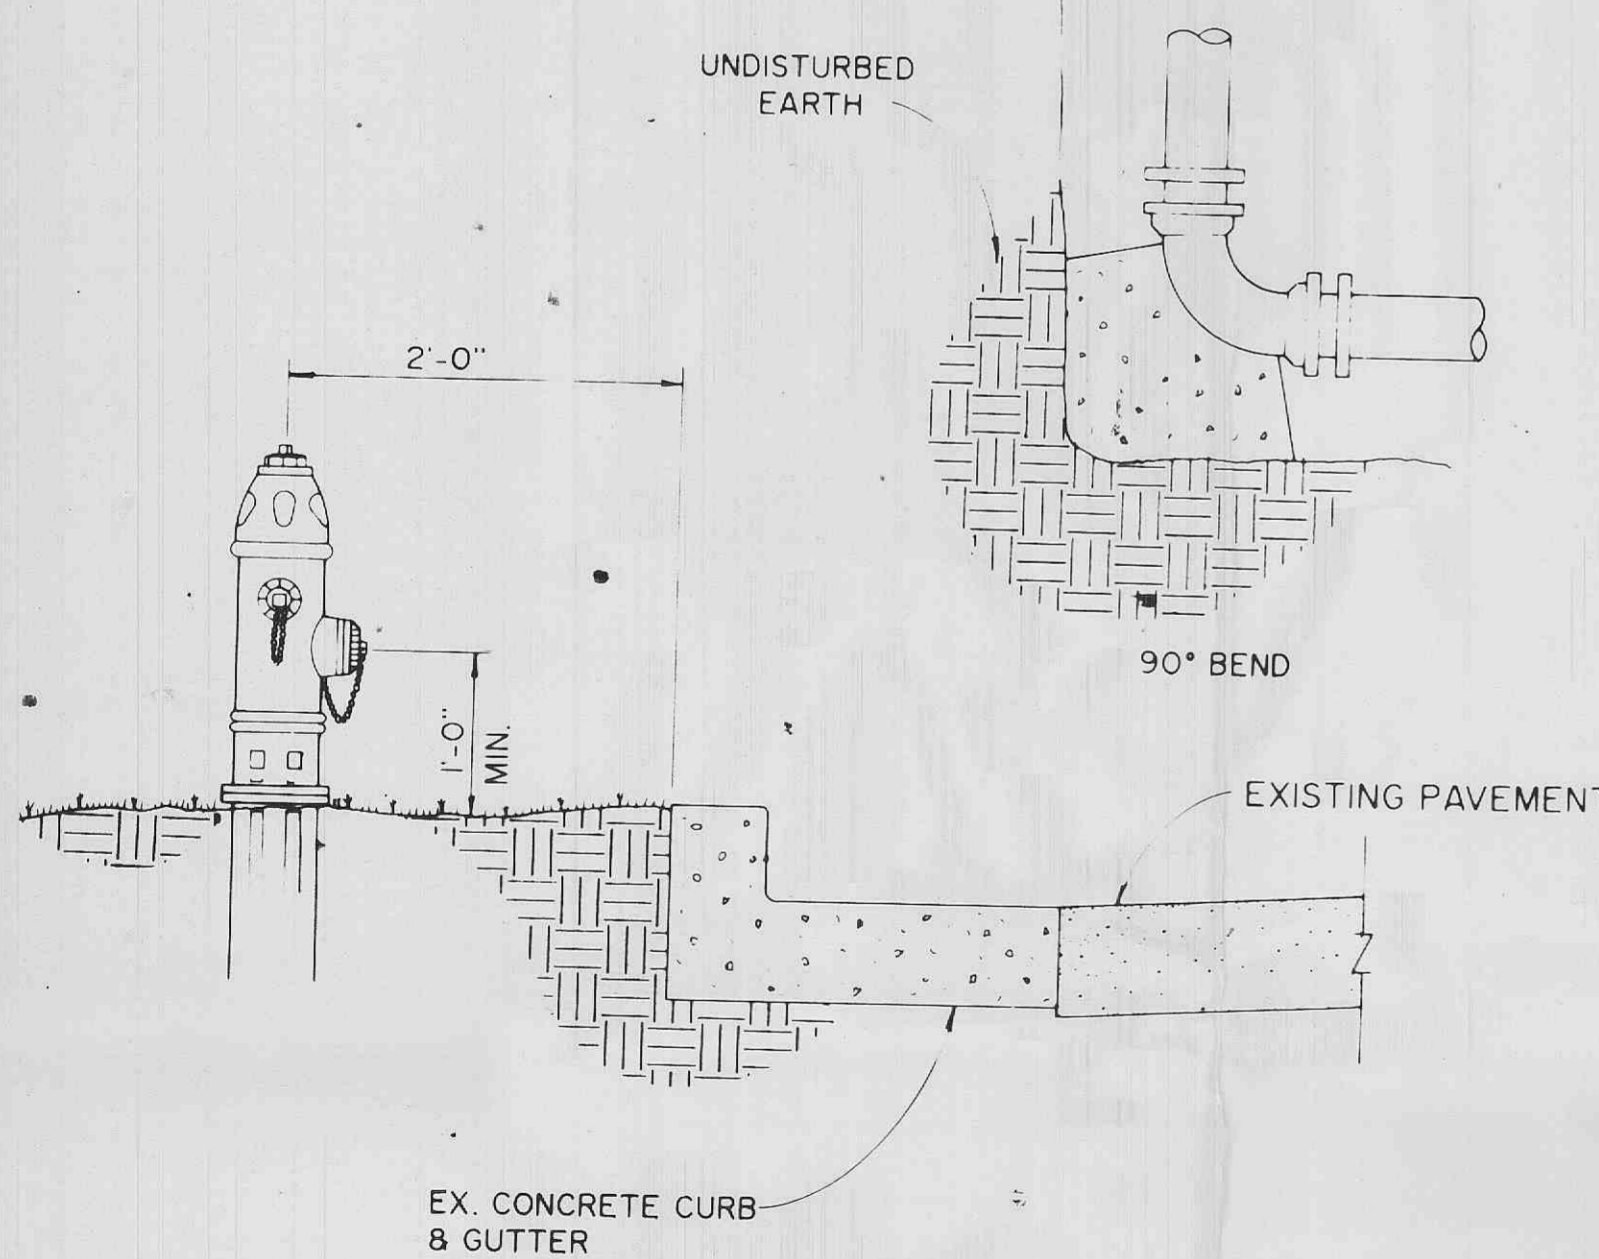 UNDISTURBED
EARTH
2'-0"
1'-0"
MIN.
90° BEND
EXISTING PAVEMENT
EX. CONCRETE CURB
& GUTTER